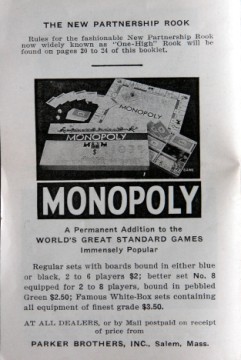 THE NEW PARTNERSHIP ROOK
Rules for the fashionable New Partnership Rook
now widely known as "One-High" Rook will be
found on pages 20 to 24 of this booklet.
MONOPOLY
MONOPOLY
A Permanent Addition to the
WORLD'S GREAT STANDARD GAMES
Immensely Popular
Regular sets with boards bound in either blue
or black, 2 to 6 players $2; better set No. 8
equipped for 2 to 8 players, bound in pebbled
Green $2.50; Famous White-Box sets containing
all equipment of finest grade $3.50.
AT ALL DEALERS, or by Mail postpaid on receipt
of price from
PARKER BROTHERS, INC., Salem, Mass.